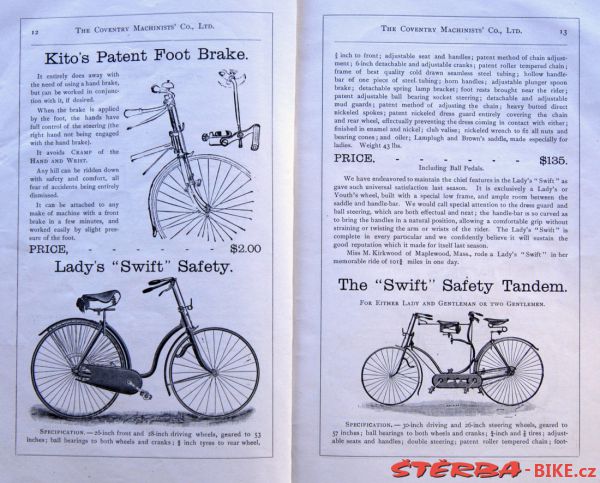 12 THE COVENTRY MACHINISTS' CO., LTD.
Kito's Patent Foot Brake.
It entirely does away with
the need of using a hand brake,
but can be worked in conjunc-
tion with it, if desired.
When the brake is applied
by the foot, the hands have
full control of the steering (the
right hand not being engaged
with the hand brake).
It avoids CRAMP of the
HAND AND WRIST.
Any hill can be ridden down
with safety and comfort, all
fear of accidents being entirely
dismissed.
It can be attached to any
make of machine with a front
brake in a few minutes, and
worked easily by slight pres-
sure of the foot.
PRICE, - - - - $2.00
Lady's "Swift" Safety.
SPECIFICATION.—26-inch front and 28-inch driving wheels, geared to 53
inches; ball bearings to both wheels and cranks; inch tyres to rear wheel,
THE COVENTRY MACHINISTS' CO., LTD. 13
inch to front; adjustable seat and handles; patent method of chain adjust-
ment; 6-inch detachable and adjustable cranks; patent roller tempered chain;
frame of best quality cold drawn seamless steel tubing; hollow handle-
bar of one piece of steel tubing; horn handles; adjustable plunger spoon
brake; detachable spring lamp bracket; foot rests brought near the rider;
patent adjustable ball bearing socket steering; detachable and adjustable
mud guards; patent method of adjusting the chain; heavy butted direct
nickeled spokes; patent nickeled dress guard entirely covering the chain
and rear wheel, effectually preventing the dress coming in contact with either;
finished in enamel and nickel; club valise; nickeled wrench to fit all nuts and
bearing cones; and oiler; Lamplugh and Brown's saddle, made especially for
ladies. Weight 43 lbs.
PRICE, - - - - - $135.
Including Ball Pedals.
We have endeavored to maintain the chief features in the Lady's "Swift" as
gave such universal satisfaction last season. It is exclusively a Lady's or
Youth's wheel, built with a special low frame, and ample room between the
saddle and handle-bar. We would call special attention to the dress guard and
ball steering, which are both effectual and neat; the handle-bar is so curved as
to bring the handles in a natural position, allowing a comfortable grip without
straining or twisting the arm or wrists of the rider. The Lady's "Swift" is
complete in every particular and we confidently believe it will sustain the
good reputation which it made for itself last season.
Miss M. Kirkwood of Maplewood, Mass., rode a Lady's "Swift" in her
memorable ride of miles in one day.
The "Swift" Safety Tandem.
FOR EITHER LADY AND GENTLEMAN OR TWO GENTLEMEN.
SPECIFICATION.—30-inch driving and 26-inch steering wheels, geared to
57 inches; ball bearings to both wheels and cranks; -inch and tires; adjust-
able seats and handles; double steering; patent roller tempered chain; foot-
ŠTĚRBA-BIKE.cz